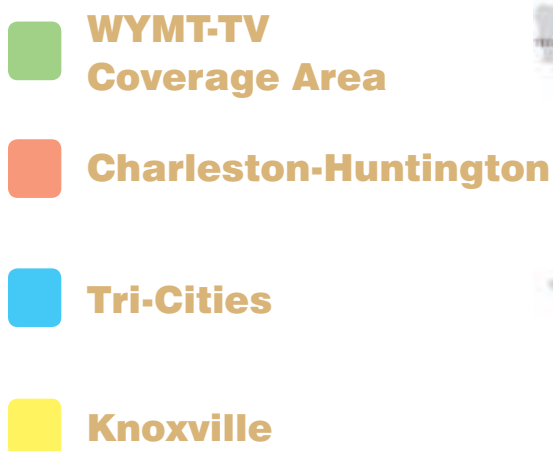 WYMT-TV
Coverage Area
Charleston-Huntington
Tri-Cities
Knoxville